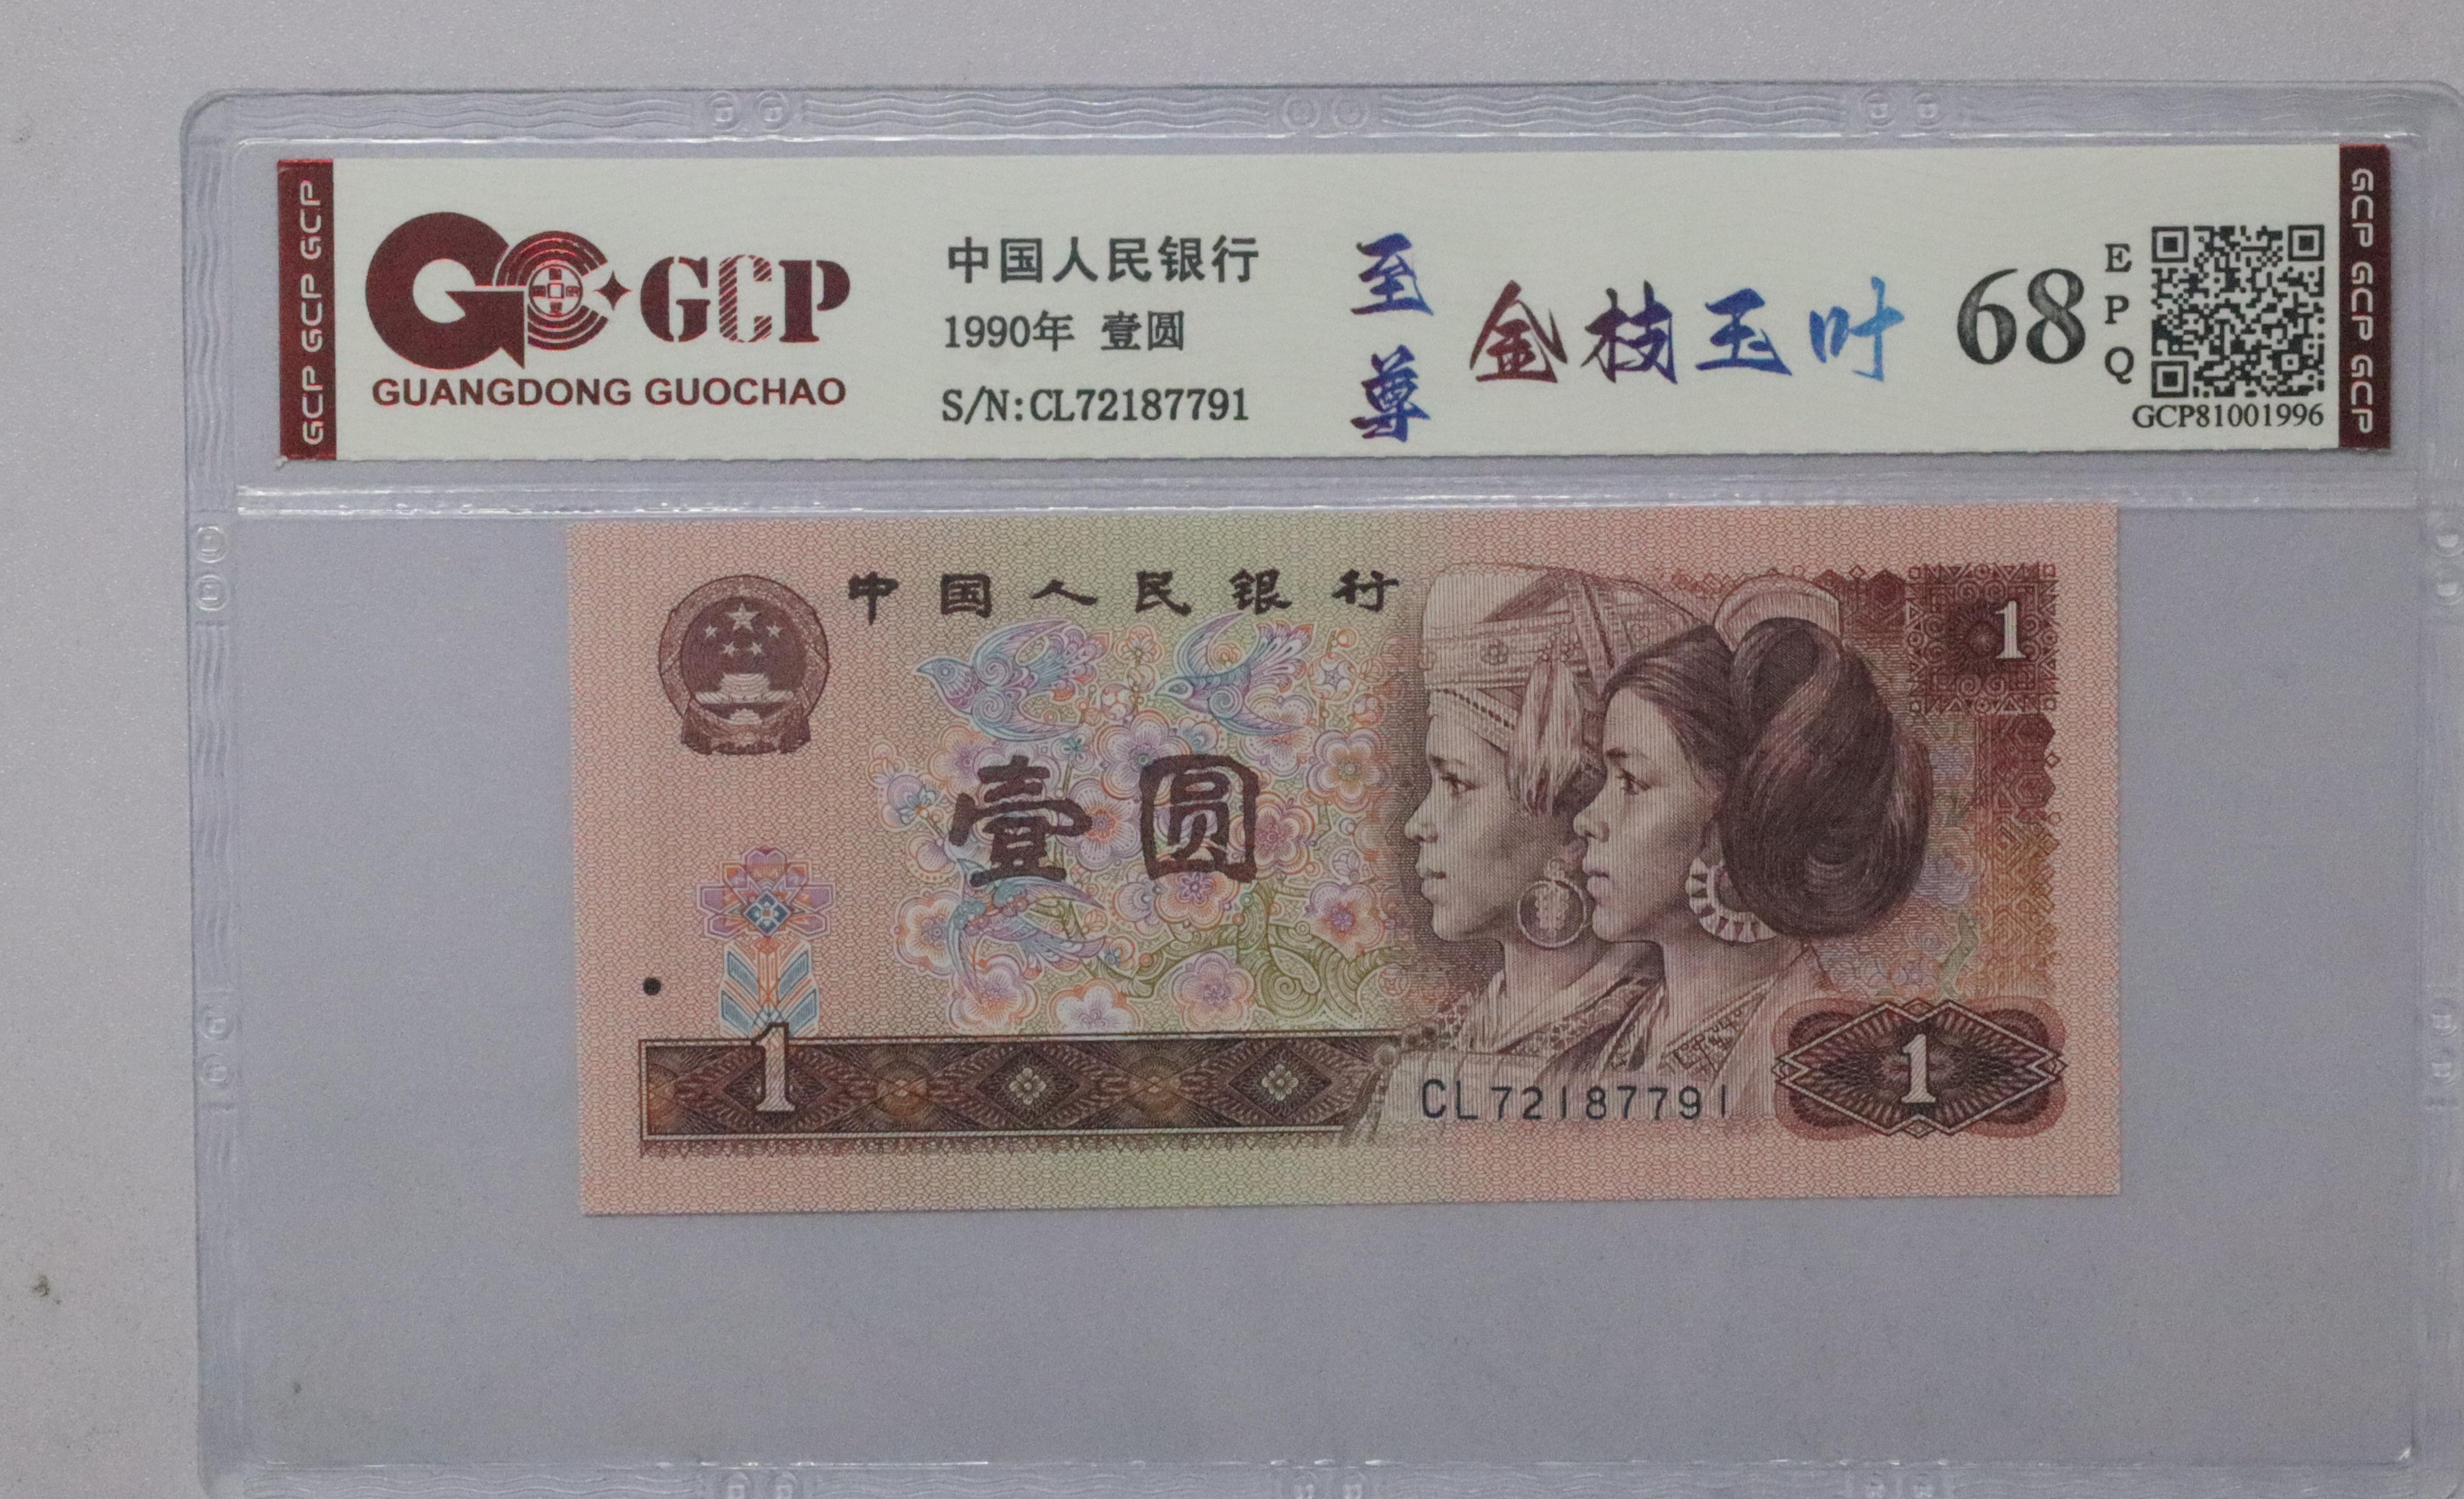 GCP GCP GCP
GCP
GUANGDONG GUOCHAO
中国人民银行
1990年 壹圆
S/N:CL72187791
至尊
金枝玉叶
68
EPQ
GCP81001996
GCP GCP GCP
中国人民银行
1
壹圆
1
CL72187791
1